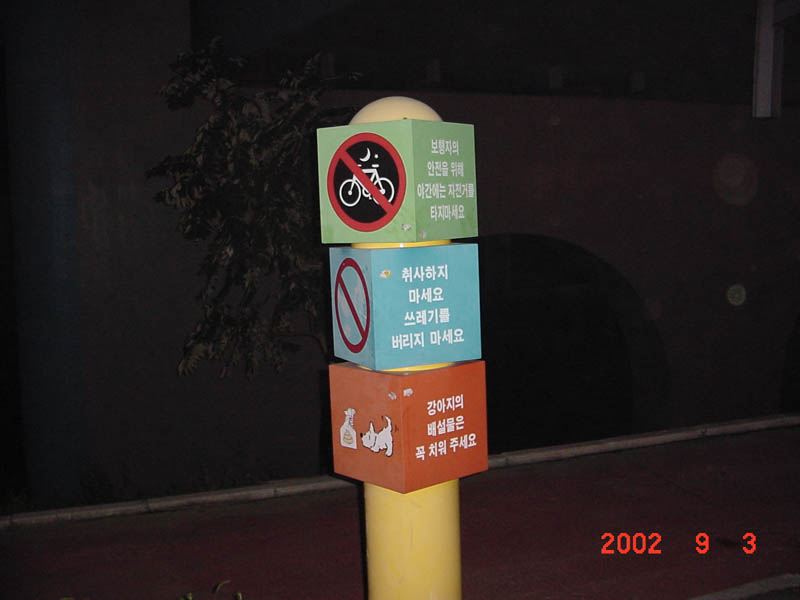 보행자의
안전을 위해
야간에는 자전거를
타지마세요
취사하지
마세요
쓰레기를
버리지 마세요
강아지의
배설물은
꼭 치워 주세요
2002 9 3